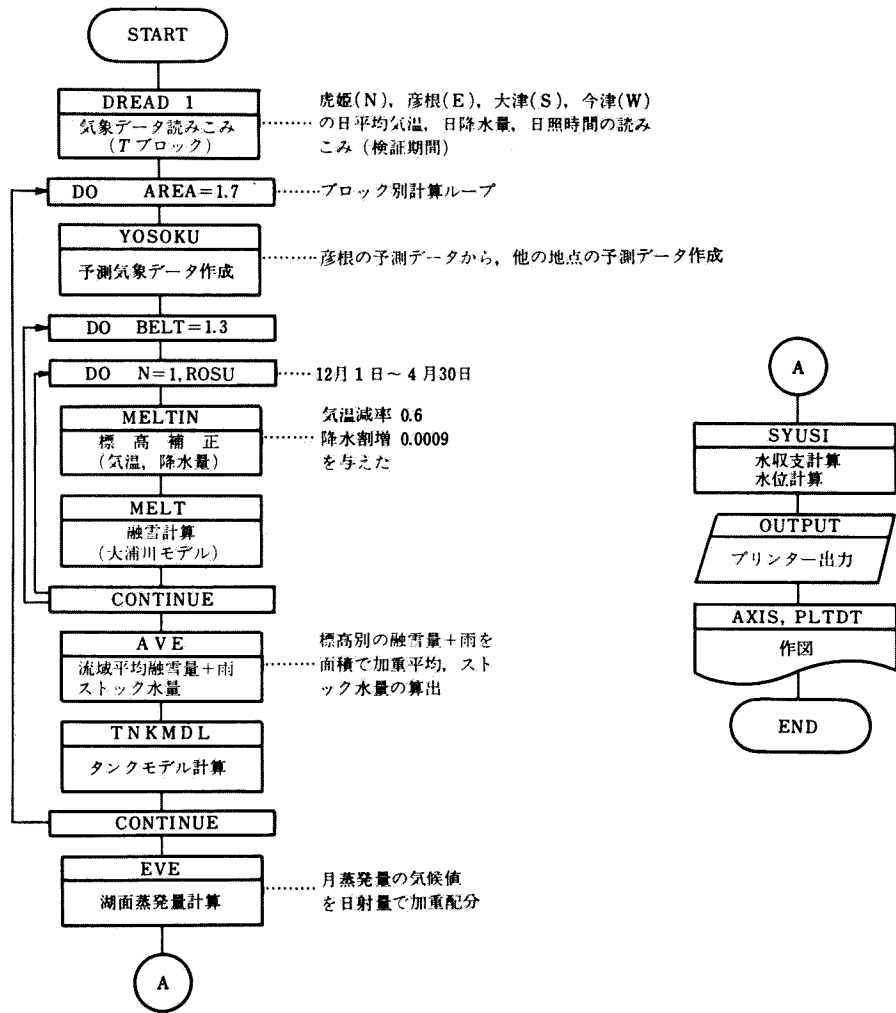 START
DREAD 1
気象データ読みこみ
(Tブロック)
虎姫(N),彦根(E),大津(S),今津(W)
の日平均気温,日降水量,日照時間の読み
こみ(検証期間)
DO AREA=1.7
ブロック別計算ループ
YOSOKU
予測気象データ作成
彦根の予測データから,他の地点の予測データ作成
DO BELT=1.3
DO N=1,ROSU
12月1日~4月30日
MELTIN
標高補正
(気温,降水量)
気温減率 0.6
降水割増 0.0009
を与えた
MELT
融雪計算
(大浦川モデル)
CONTINUE
AVE
流域平均融雪量+雨
ストック水量
標高別の融雪量+雨を
面積で加重平均,スト
ック水量の算出
TNKMDL
タンクモデル計算
CONTINUE
EVE
湖面蒸発量計算
月蒸発量の気候値
を日射量で加重配分
A
A
SYUSI
水収支計算
水位計算
OUTPUT
プリンター出力
AXIS, PLTDT
作図
END